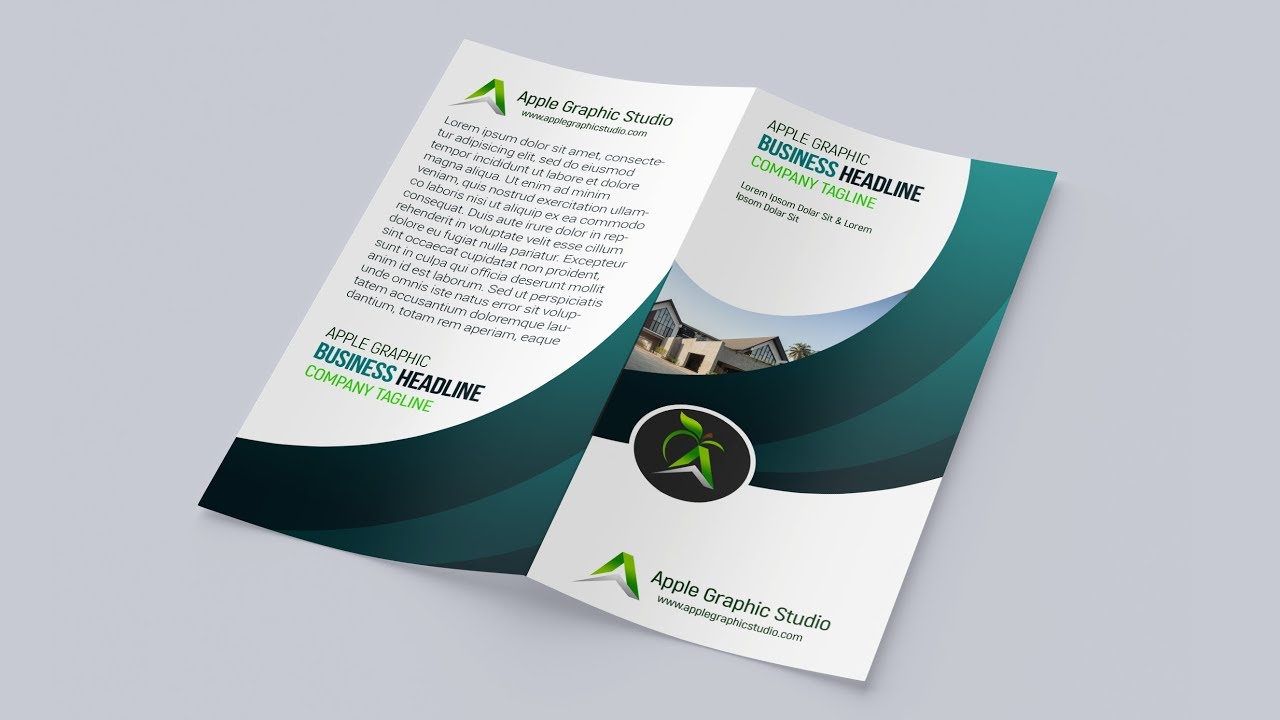 Apple Graphic Studio
www.applegraphicstudio.com
Lorem ipsum dolor sit amet, consecte-
tur adipisicing elit, sed do eiusmod
tempor incididunt ut labore et dolore
magna aliqua. Ut enim ad minim
veniam, quis nostrud exercitation ullam-
co laboris nisi ut aliquip ex ea commodo
consequat. Duis aute irure dolor in rep-
rehenderit in voluptate velit esse cillum
dolore eu fugiat nulla pariatur. Excepteur
sint occaecat cupidatat non proident,
sunt in culpa qui officia deserunt mollit
anim id est laborum. Sed ut perspiciatis
unde omnis iste natus error sit volup-
tatem accusantium doloremque lau-
dantium, totam rem aperiam, eaque
APPLE GRAPHIC
BUSINESS HEADLINE
COMPANY TAGLINE
APPLE GRAPHIC
BUSINESS HEADLINE
COMPANY TAGLINE
Lorem Ipsum Dolor Sit & Lorem
Ipsum Dolor Sit
Apple Graphic Studio
www.applegraphicstudio.com